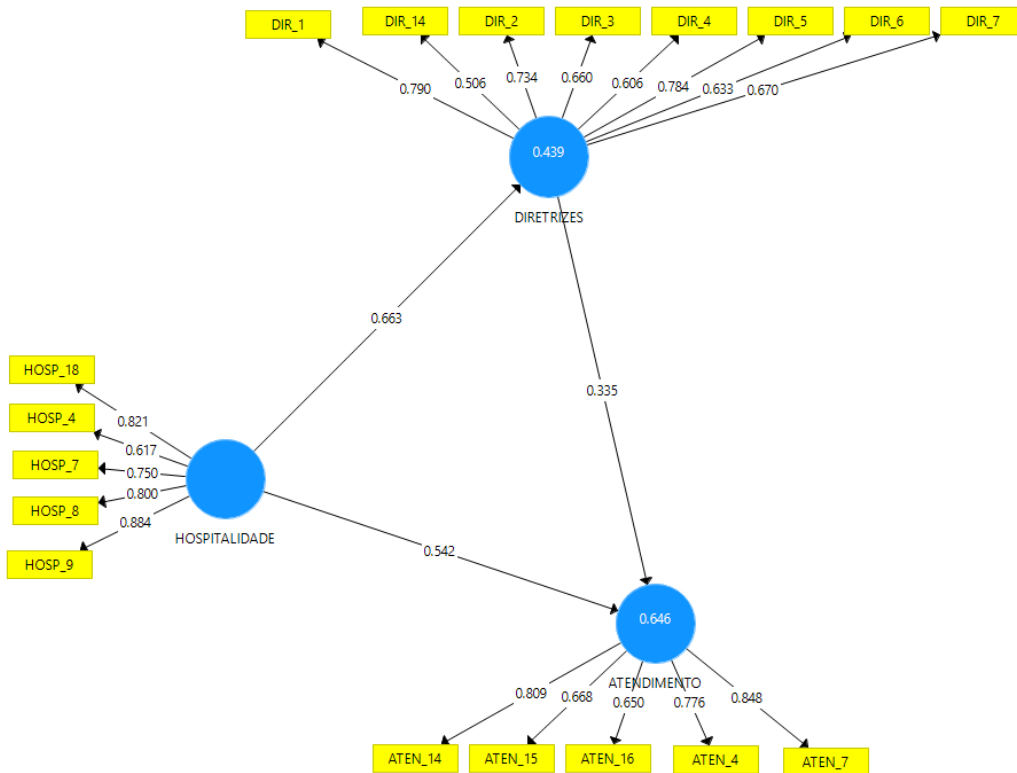 DIR_1
DIR_14
DIR_2
DIR_3
DIR_4
DIR_5
DIR_6
DIR_7
0.790
0.506
0.734
0.660
0.606
0.784
0.633
0.670
0.439
DIRETRIZES
0.663
0.335
HOSP_18
HOSP_4
HOSP_7
HOSP_8
HOSP_9
0.821
0.617
0.750
0.800
0.884
HOSPITALIDADE
0.542
0.646
ATENDIMENTO
0.809
0.668
0.650
0.776
0.848
ATEN_14
ATEN_15
ATEN_16
ATEN_4
ATEN_7